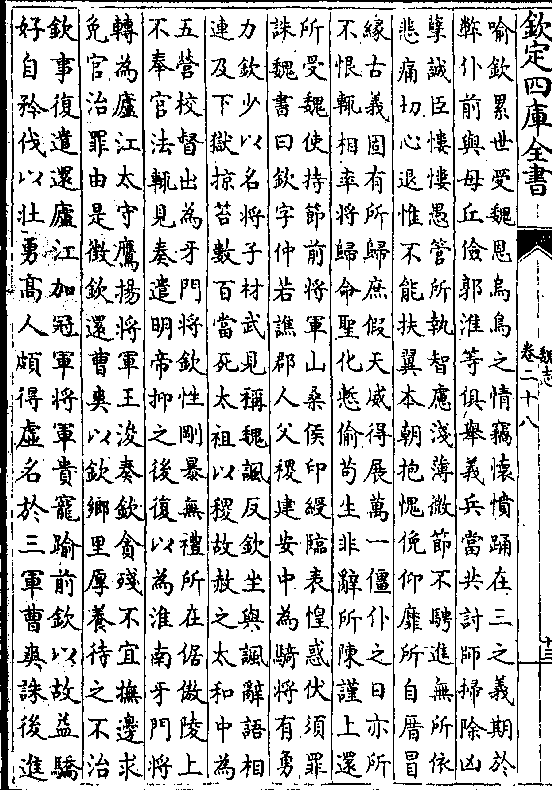 欽定四庫全書
魏志
卷二十八
十三
喻欽累世受魏恩烏鳥之情竊懷憤踊在三之義期於
弊仆前與毋丘儉郭淮等俱舉義兵當共討師掃除凶
孽誠臣慺慺愚管所執智慮淺薄微節不騁進無所依
悲痛切心退惟不能扶翼本朝抱愧俛仰靡所自厝冒
縁古義固有所歸庶假天威得展萬一僵仆之日亦所
不恨輒相率將歸命聖化慙偷苟生非辭所陳謹上還
所受魏使持節前將軍山桑侯印綬臨表惶惑伏須罪
誅魏書曰欽字仲若譙郡人父稷建安中為騎將有勇
力欽少以名將子材武見稱魏諷反欽坐與諷辭語相
連及下獄掠笞數百當死太祖以稷故赦之太和中為
五營校督出為牙門將欽性剛暴無禮所在倨傲陵上
不奉官法輒見奏遣明帝抑之後復以為淮南牙門將
轉為廬江太守鷹揚將軍王浚奏欽貪殘不宜撫邊求
免官治罪由是徴欽還曹爽以欽鄉里厚養待之不治
欽事復遣還廬江加冠軍將軍貴寵踰前欽以故益驕
好自矜伐以壯勇髙人頗得虛名於三軍曹爽誅後進